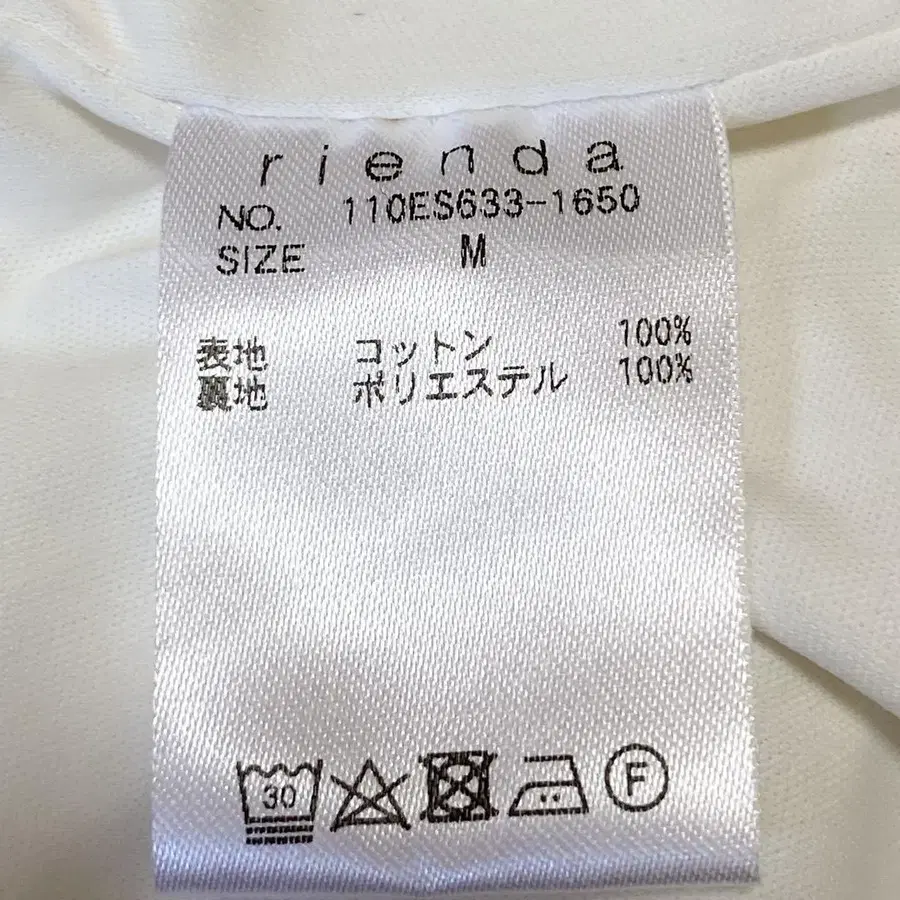 rienda
NO. 110ES633-1650
SIZE M
表地 コットン 100%
裏地 ポリエステル 100%
30 F